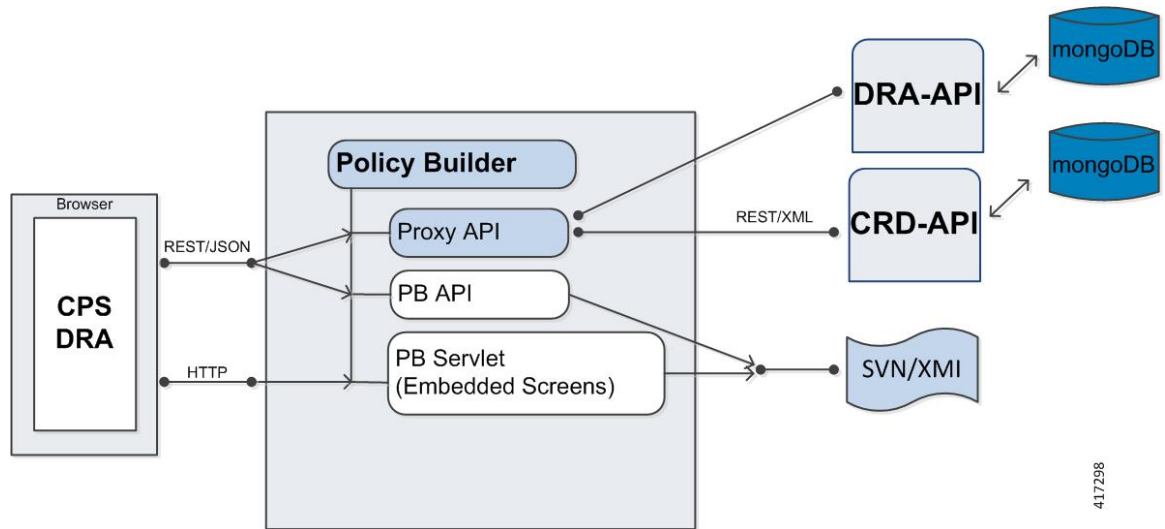 Browser
CPS
DRA
REST/JSON
HTTP
Policy Builder
Proxy API
PB API
PB Servlet
(Embedded Screens)
REST/XML
DRA-API
mongoDB
CRD-API
mongoDB
SVN/XMI
417298